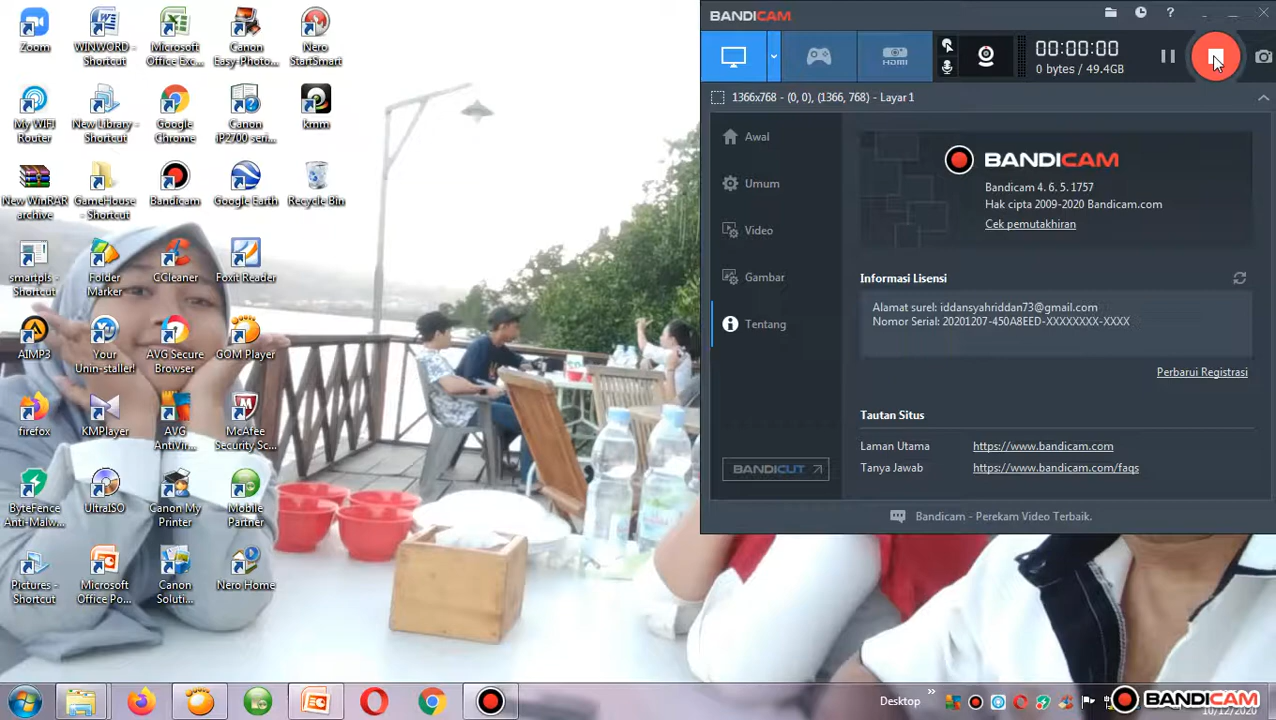 Zoom
WINWORD - Shortcut
Microsoft Office Exc...
Canon Easy-Photo...
Nero StartSmart
My WIFI Router
New Library - Shortcut
Google Chrome
Canon iP2700 seri...
kmm
New WinRAR archive
GameHouse - Shortcut
Bandicam
Google Earth
Recycle Bin
smartpls - Shortcut
Folder Marker
CCleaner
Foxit Reader
AIMP3
Your Unin-staller!
AVG Secure Browser
GOM Player
firefox
KMPlayer
AVG AntiVir...
McAfee Security Sc...
ByteFence Anti-Malw...
UltraISO
Canon My Printer
Mobile Partner
Pictures - Shortcut
Microsoft Office Po...
Canon Soluti...
Nero Home
BANDICAM
HDMI
00:00:00
0 bytes / 49.4GB
1366x768 - (0, 0), (1366, 768) - Layar 1
Awal
Umum
Video
Gambar
Tentang
BANDICUT
BANDICAM
Bandicam 4. 6. 5. 1757
Hak cipta 2009-2020 Bandicam.com
Cek pemutakhiran
Informasi Lisensi
Alamat surel: iddansyahriddan73@gmail.com
Nomor Serial: 20201207-450A8EED-XXXXXXXX-XXXX
Perbarui Registrasi
Tautan Situs
Laman Utama https://www.bandicam.com
Tanya Jawab https://www.bandicam.com/faqs
Bandicam - Perekam Video Terbaik.
Desktop
BANDICAM
10/12/2020